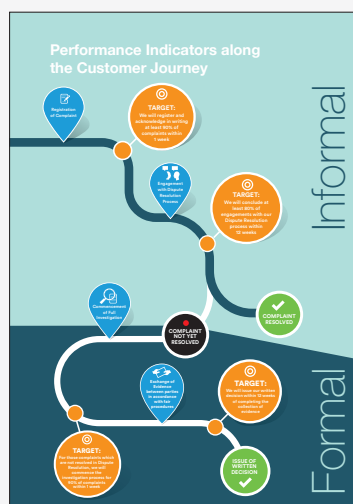 Performance Indicators along
the Customer Journey
Registration
of Complaint
TARGET:
We will register and
acknowledge in writing
at least 90% of
complaints within
1 week
Engagement
with Dispute
Resolution
Process
TARGET:
We will conclude at
least 80% of
engagements with our
Dispute Resolution
process within
12 weeks
Informal
COMPLAINT
RESOLVED
Commencement
of Full
Investigation
COMPLAINT
NOT YET
RESOLVED
Exchange of
Evidence
between parties
in accordance
with fair
procedures
TARGET:
We will issue our written
decision within
of completing the
collection of
evidence
TARGET:
For those complaints which
are not resolved in Dispute
Resolution, we will
commence the
investigation process for
of complaints
within 1 week
ISSUE OF
WRITTEN
DECISION
Formal